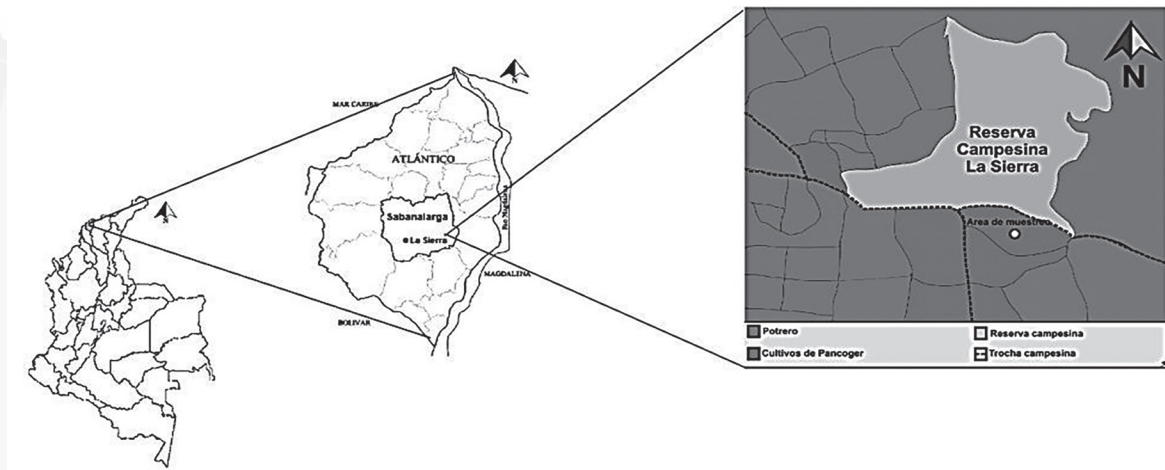 N
MAR CARIBE
ATLÁNTICO
Sabanalarga
La Sierra
Rio Magdalena
MAGDALENA
BOLIVAR
N
N
Reserva
Campesina
La Sierra
Area de muestreo
Potrero
Reserva campesina
Cultivos de Pancoger
Trocha campesina